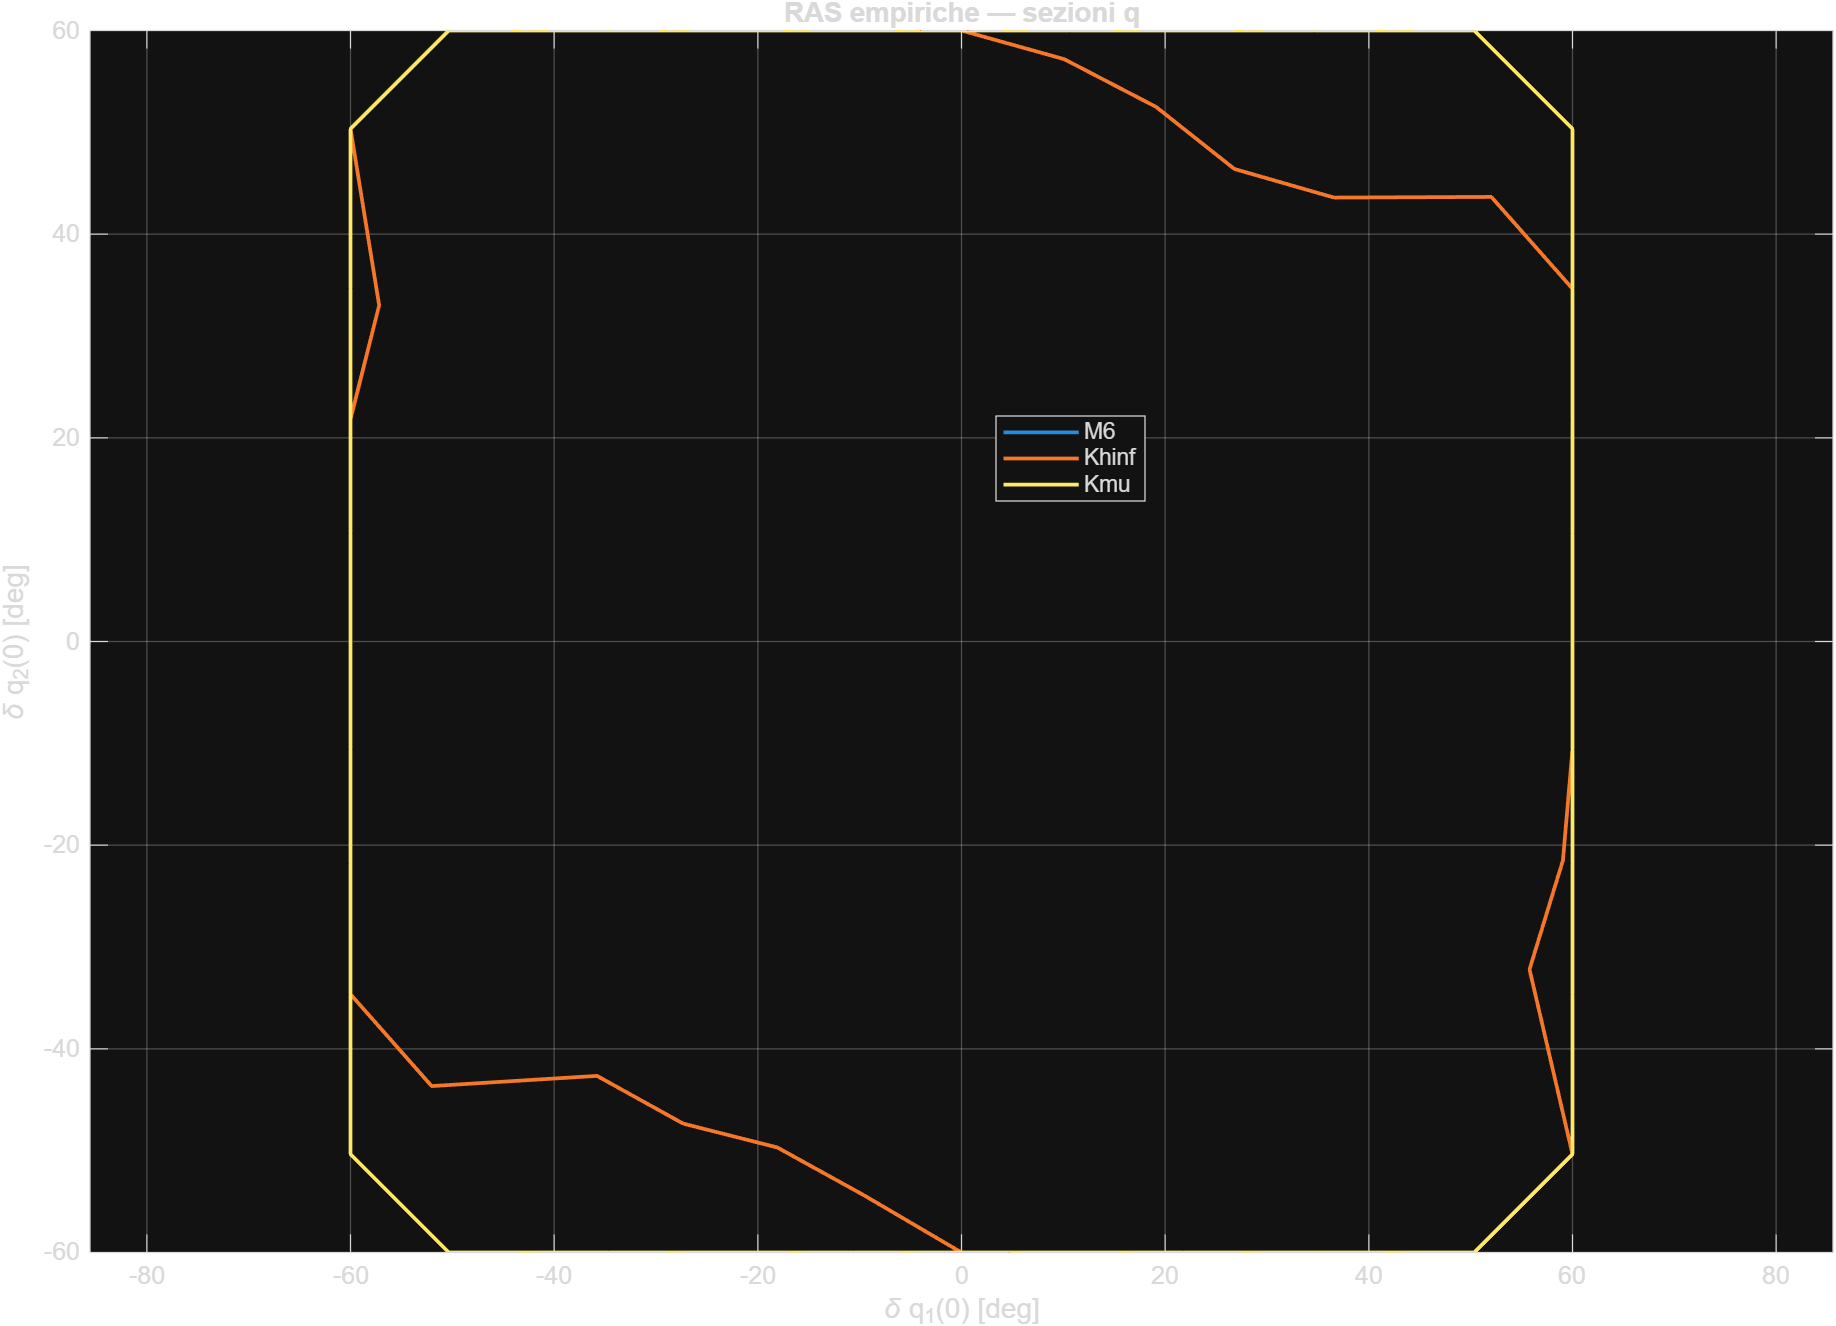 RAS empiriche — sezioni q
60
40
20
0
-20
-40
-60
δ q₂(0) [deg]
M6
Khinf
Kmu
-80 -60 -40 -20 0 20 40 60 80
δ q₁(0) [deg]